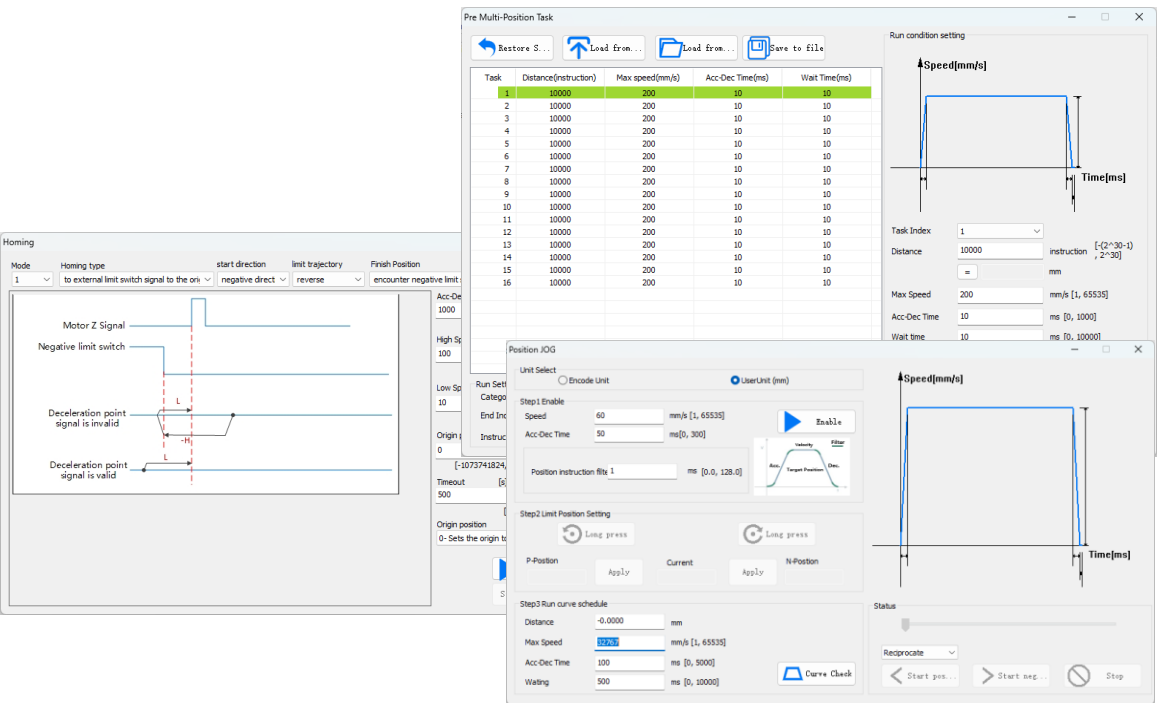 Pre Multi-Position Task
Restore S...
Load from...
Load from...
Save to file
Task Distance(instruction) Max speed(mm/s) Acc-Dec Time(ms) Wait Time(ms)
1 10000 200 10 10
2 10000 200 10 10
3 10000 200 10 10
4 10000 200 10 10
5 10000 200 10 10
6 10000 200 10 10
7 10000 200 10 10
8 10000 200 10 10
9 10000 200 10 10
10 10000 200 10 10
11 10000 200 10 10
12 10000 200 10 10
13 10000 200 10 10
14 10000 200 10 10
15 10000 200 10 10
16 10000 200 10 10
Run condition setting
Speed[mm/s]
Time[ms]
Task Index 1
Distance 10000 instruction [-(2^30-1)
, 2^30]
= mm
Max Speed 200 mm/s [1, 65535]
Acc-Dec Time 10 ms [0, 1000]
Wait time 10 ms [0, 10000]
Run Sett
Catego
End Ind
Instruc
Homing
Mode Homing type start direction limit trajectory Finish Position
1 to external limit switch signal to the ori negative direct reverse encounter negative limit
Motor Z Signal
Negative limit switch
L
Deceleration point
signal is invalid
-H
L
Deceleration point
signal is valid
Acc-De
1000
High Sp
100
Low Sp
10
Origin p
0
[-1073741824,
Timeout [s]
500
[
Origin position
0- Sets the origin to
S
Position JOG
Unit Select
Encode Unit UserUnit (mm)
Step1 Enable
Speed 60 mm/s [1, 65535]
Acc-Dec Time 50 ms[0, 300]
Enable
Position instruction filte 1 ms [0.0, 128.0]
Velocity Filter
Acc. Target Position Dec.
Step2 Limit Position Setting
Long press Long press
P-Postion Apply Current Apply N-Postion
Step3 Run curve schedule
Distance -0.0000 mm
Max Speed 32767 mm/s [1, 65535]
Acc-Dec Time 100 ms [0, 5000]
Wating 500 ms [0, 10000]
Curve Check
Speed[mm/s]
Time[ms]
Status
Reciprocate
Start pos... Start neg... Stop